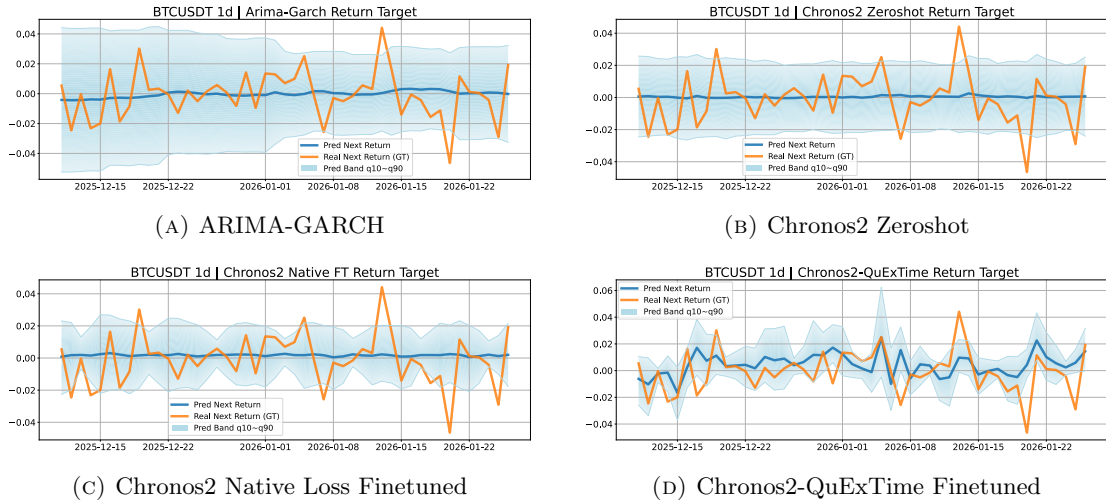 BTCUSDT 1d | Arima-Garch Return Target
0.04
0.02
0.00
−0.02
−0.04
Pred Next Return
Real Next Return (GT)
Pred Band q10~q90
2025-12-15 2025-12-22 2026-01-01 2026-01-08 2026-01-15 2026-01-22
(A) ARIMA-GARCH
BTCUSDT 1d | Chronos2 Zeroshot Return Target
0.04
0.02
0.00
−0.02
−0.04
Pred Next Return
Real Next Return (GT)
Pred Band q10~q90
2025-12-15 2025-12-22 2026-01-01 2026-01-08 2026-01-15 2026-01-22
(B) Chronos2 Zeroshot
BTCUSDT 1d | Chronos2 Native FT Return Target
0.04
0.02
0.00
−0.02
−0.04
Pred Next Return
Real Next Return (GT)
Pred Band q10~q90
2025-12-15 2025-12-22 2026-01-01 2026-01-08 2026-01-15 2026-01-22
(C) Chronos2 Native Loss Finetuned
BTCUSDT 1d | Chronos2-QuExTime Return Target
Pred Next Return
Real Next Return (GT)
Pred Band q10~q90
0.06
0.04
0.02
0.00
−0.02
−0.04
2025-12-15 2025-12-22 2026-01-01 2026-01-08 2026-01-15 2026-01-22
(D) Chronos2-QuExTime Finetuned